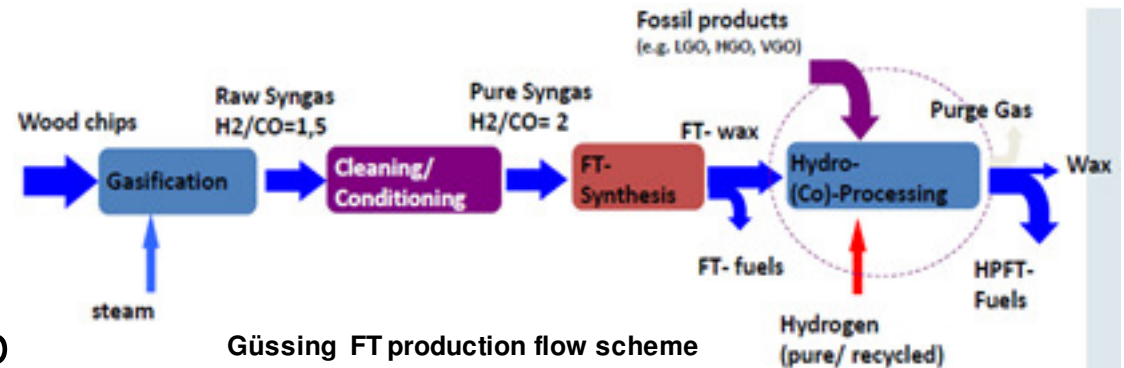 Fossil products
(e.g. LGO, HGO, VGO)
Wood chips
Raw Syngas
H2/CO=1,5
Pure Syngas
H2/CO= 2
FT- wax
Purge Gas
Gasification
Cleaning/
Conditioning
FT-
Synthesis
Hydro-
(Co)-Processing
Wax
steam
FT- fuels
HPFT-
Fuels
Hydrogen
(pure/ recycled)
Güssing FT production flow scheme